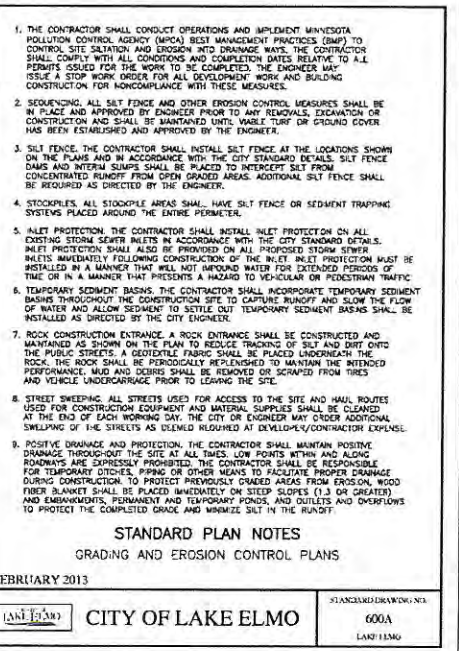 1. THE CONTRACTOR SHALL CONDUCT OPERATIONS AND IMPLEMENT MINNESOTA
POLLUTION CONTROL AGENCY (MPCA) BEST MANAGEMENT PRACTICES (BMP) TO
CONTROL SITE SILTATION AND EROSION INTO DRAINAGE WAYS. THE CONTRACTOR
SHALL COMPLY WITH ALL CONDITIONS AND COMPLETION DATES RELATIVE TO ALL
PERMITS ISSUED FOR THE WORK TO BE COMPLETED. THE ENGINEER MAY
ISSUE A STOP WORK ORDER FOR ALL DEVELOPMENT WORK AND BUILDING
CONSTRUCTION FOR NONCOMPLIANCE WITH THESE MEASURES.
2. SEQUENCING. ALL SILT FENCE AND OTHER EROSION CONTROL MEASURES SHALL BE
IN PLACE AND APPROVED BY ENGINEER PRIOR TO ANY REMOVALS, EXCAVATION OR
CONSTRUCTION AND SHALL BE MAINTAINED UNTIL VIABLE TURF OR GROUND COVER
HAS BEEN ESTABLISHED AND APPROVED BY THE ENGINEER.
3. SILT FENCE. THE CONTRACTOR SHALL INSTALL SILT FENCE AT THE LOCATIONS SHOWN
ON THE PLANS AND IN ACCORDANCE WITH THE CITY STANDARD DETAILS. SILT FENCE
DAMS AND INTERIM SUMPS SHALL BE PLACED TO INTERCEPT SILT FROM
CONCENTRATED RUNOFF FROM OPEN GRADED AREAS. ADDITIONAL SILT FENCE SHALL
BE REQUIRED AS DIRECTED BY THE ENGINEER.
4. STOCKPILES. ALL STOCKPILE AREAS SHALL HAVE SILT FENCE OR SEDIMENT TRAPPING
SYSTEMS PLACED AROUND THE ENTIRE PERIMETER.
5. INLET PROTECTION. THE CONTRACTOR SHALL INSTALL INLET PROTECTION ON ALL
EXISTING STORM SEWER INLETS IN ACCORDANCE WITH THE CITY STANDARD DETAILS.
INLET PROTECTION SHALL ALSO BE PROVIDED ON ALL PROPOSED STORM SEWER
INLETS IMMEDIATELY FOLLOWING CONSTRUCTION OF THE INLET. INLET PROTECTION MUST BE
INSTALLED IN A MANNER THAT WILL NOT IMPOUND WATER FOR EXTENDED PERIODS OF
TIME OR IN A MANNER THAT PRESENTS A HAZARD TO VEHICULAR OR PEDESTRIAN TRAFFIC.
6. TEMPORARY SEDIMENT BASINS. THE CONTRACTOR SHALL INCORPORATE TEMPORARY SEDIMENT
BASINS THROUGHOUT THE CONSTRUCTION SITE TO CAPTURE RUNOFF AND SLOW THE FLOW
OF WATER AND ALLOW SEDIMENT TO SETTLE OUT. TEMPORARY SEDIMENT BASINS SHALL BE
INSTALLED AS DIRECTED BY THE CITY ENGINEER.
7. ROCK CONSTRUCTION ENTRANCE. A ROCK ENTRANCE SHALL BE CONSTRUCTED AND
MAINTAINED AS SHOWN ON THE PLAN TO REDUCE TRACKING OF SILT AND DIRT ONTO
THE PUBLIC STREETS. A GEOTEXTILE FABRIC SHALL BE PLACED UNDERNEATH THE
ROCK. THE ROCK SHALL BE PERIODICALLY REPLENISHED TO MAINTAIN THE INTENDED
PERFORMANCE. MUD AND DEBRIS SHALL BE REMOVED OR SCRAPED FROM TIRES
AND VEHICLE UNDERCARRIAGE PRIOR TO LEAVING THE SITE.
8. STREET SWEEPING. ALL STREETS USED FOR ACCESS TO THE SITE AND HAUL ROUTES
USED FOR CONSTRUCTION EQUIPMENT AND MATERIAL SUPPLIES SHALL BE CLEANED
AT THE END OF EACH WORKING DAY. THE CITY OR ENGINEER MAY ORDER ADDITIONAL
SWEEPING OF THE STREETS AS DEEMED REQUIRED AT DEVELOPER/CONTRACTOR EXPENSE.
9. POSITIVE DRAINAGE AND PROTECTION. THE CONTRACTOR SHALL MAINTAIN POSITIVE
DRAINAGE THROUGHOUT THE SITE AT ALL TIMES. LOW POINTS WITHIN AND ALONG
ROADWAYS ARE EXPRESSLY PROHIBITED. THE CONTRACTOR SHALL BE RESPONSIBLE
FOR TEMPORARY DITCHES, PIPING OR OTHER MEANS TO FACILITATE PROPER DRAINAGE
DURING CONSTRUCTION. TO PROTECT PREVIOUSLY GRADED AREAS FROM EROSION, WOOD
FIBER BLANKET SHALL BE PLACED IMMEDIATELY ON STEEP SLOPES (1:3 OR GREATER)
AND EMBANKMENTS, PERMANENT AND TEMPORARY PONDS, AND OUTLETS AND OVERFLOWS
TO PROTECT THE COMPLETED GRADE AND MINIMIZE SILT IN THE RUNOFF.
STANDARD PLAN NOTES
GRADING AND EROSION CONTROL PLANS
EBRUARY 2013
LAKE ELMO
CITY OF LAKE ELMO
STANDARD DRAWING NO.
600A
LAKE ELMO